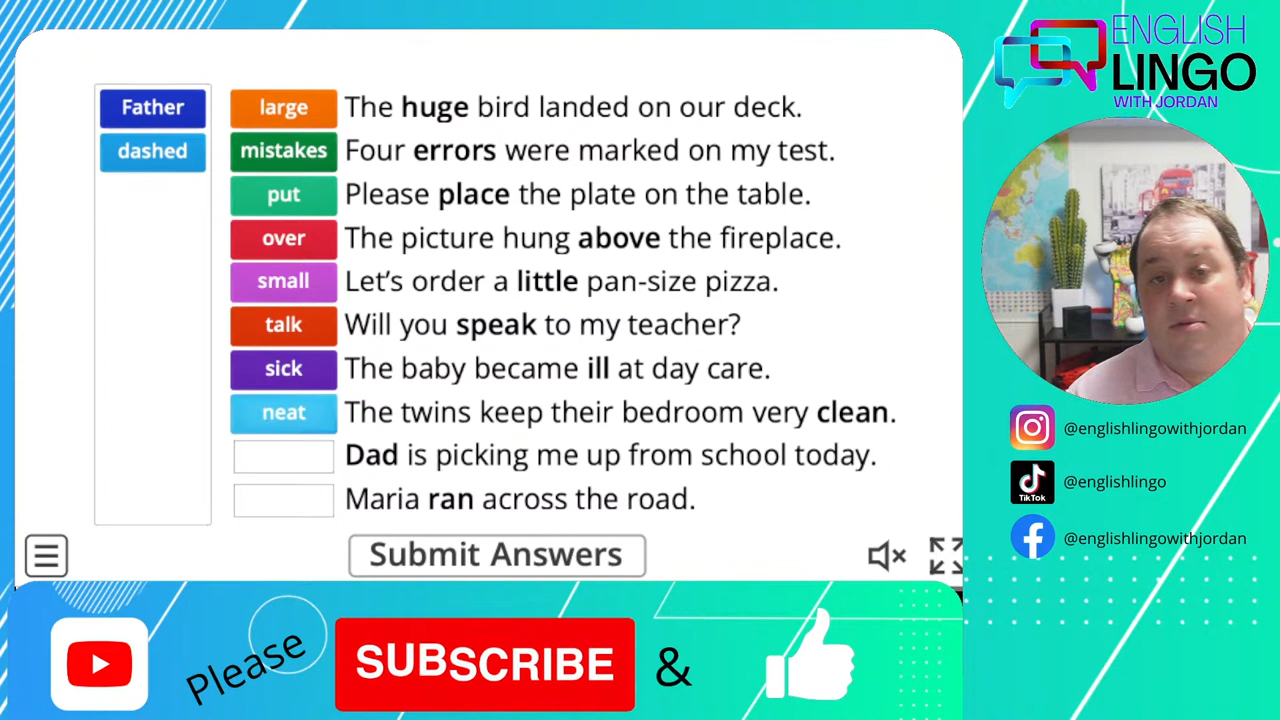 Father
dashed
large The huge bird landed on our deck.
mistakes Four errors were marked on my test.
put Please place the plate on the table.
over The picture hung above the fireplace.
small Let’s order a little pan-size pizza.
talk Will you speak to my teacher?
sick The baby became ill at day care.
neat The twins keep their bedroom very clean.
Dad is picking me up from school today.
Maria ran across the road.
Submit Answers
Please SUBSCRIBE &
ENGLISH
LINGO
WITH JORDAN
@englishlingowithjordan
TikTok
@englishlingo
@englishlingowithjordan